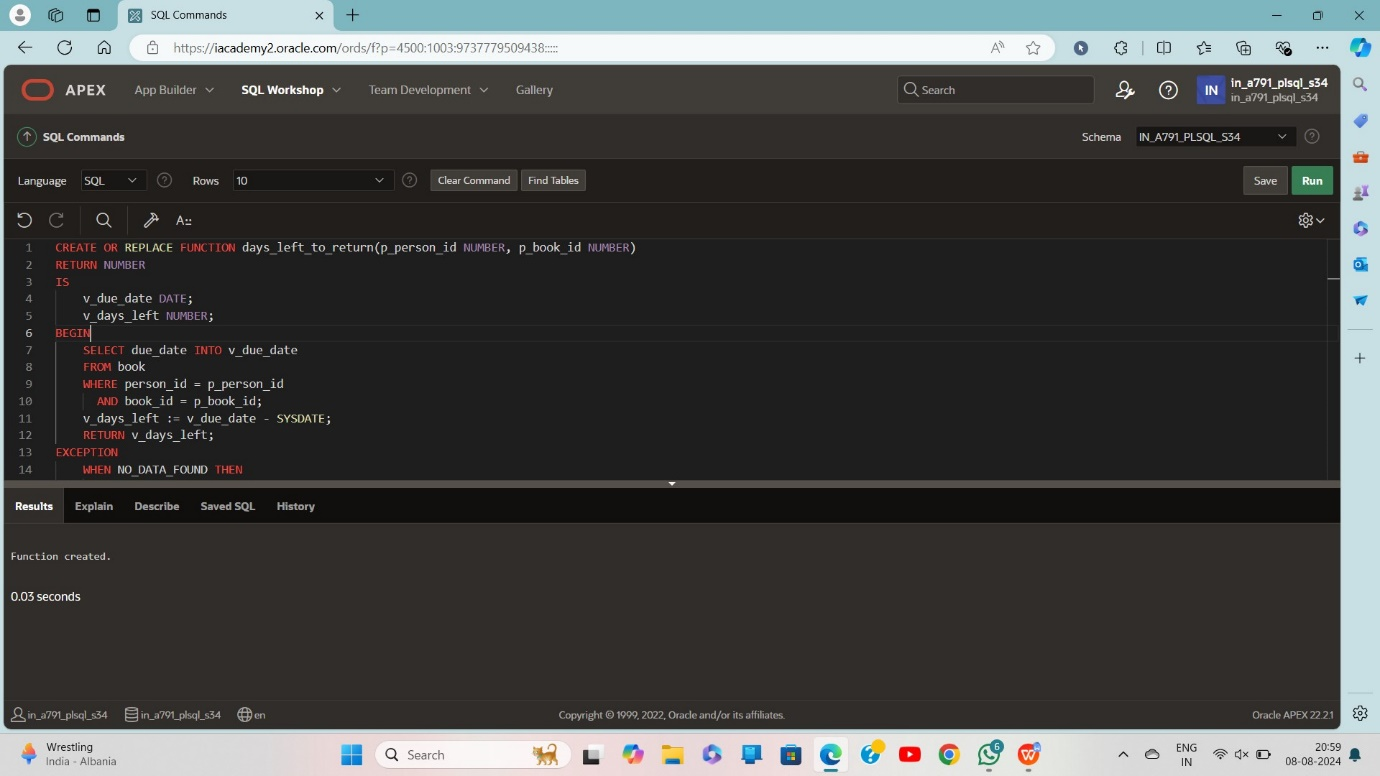 SQL Commands
https://iacademy2.oracle.com/ords/f?p=4500:1003:9737779509438:::::
APEX App Builder SQL Workshop Team Development Gallery Search IN in_a791_plsql_s34
in_a791_plsql_s34
SQL Commands Schema IN_A791_PLSQL_S34
Language SQL Rows 10 Clear Command Find Tables Save Run
A::
1 CREATE OR REPLACE FUNCTION days_left_to_return(p_person_id NUMBER, p_book_id NUMBER)
2 RETURN NUMBER
3 IS
4 v_due_date DATE;
5 v_days_left NUMBER;
6 BEGIN
7 SELECT due_date INTO v_due_date
8 FROM book
9 WHERE person_id = p_person_id
10 AND book_id = p_book_id;
11 v_days_left := v_due_date - SYSDATE;
12 RETURN v_days_left;
13 EXCEPTION
14 WHEN NO_DATA_FOUND THEN
Results Explain Describe Saved SQL History
Function created.
0.03 seconds
in_a791_plsql_s34 in_a791_plsql_s34 en Copyright © 1999, 2022, Oracle and/or its affiliates. Oracle APEX 22.2.1
Wrestling
India - Albania
Search
6
ENG
IN
20:59
08-08-2024